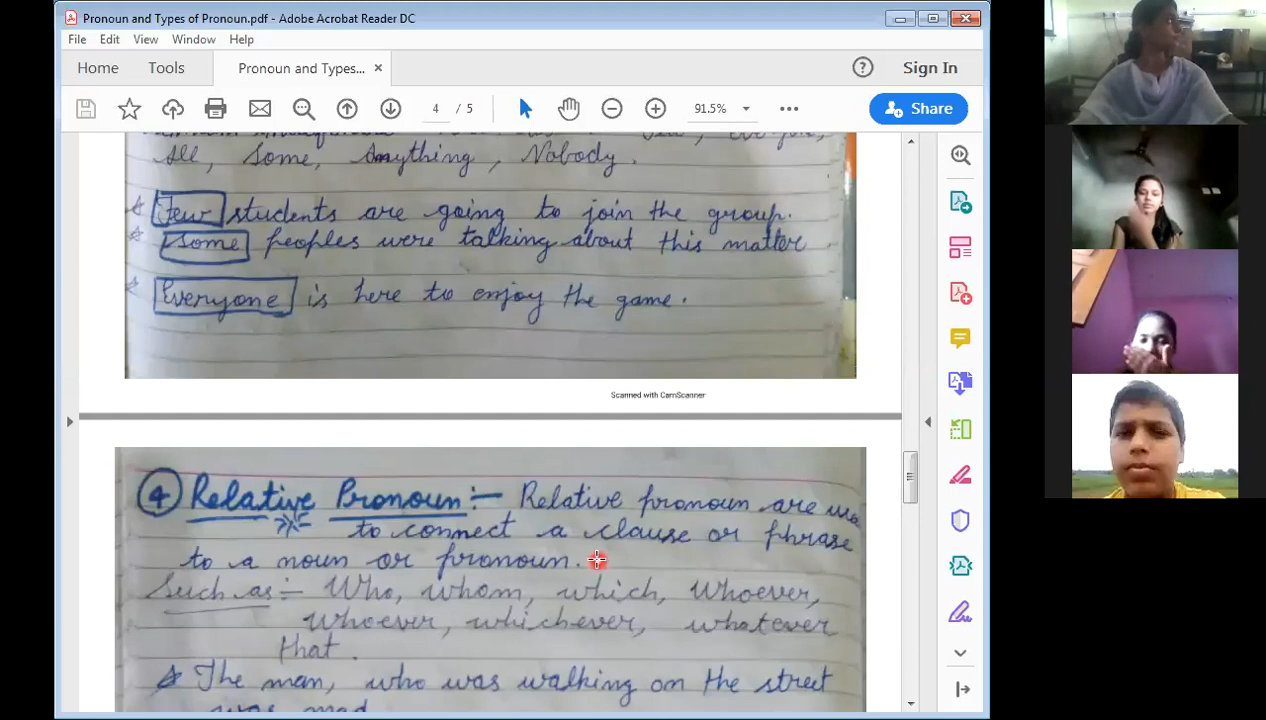 Pronoun and Types of Pronoun.pdf - Adobe Acrobat Reader DC
File Edit View Window Help
Home Tools Pronoun and Types... × Sign In
4 / 5 91.5% Share
All, Some, Anything, Nobody.
Few students are going to join the group.
Some peoples were talking about this matter
Everyone is here to enjoy the game.
Scanned with CamScanner
4 Relative Pronoun :— Relative pronoun are use
to connect a clause or phrase
to a noun or pronoun.
Such as :— Who, whom, which, Whoever,
Whoever, whichever, whatever
that.
The man, who was walking on the street
was mad